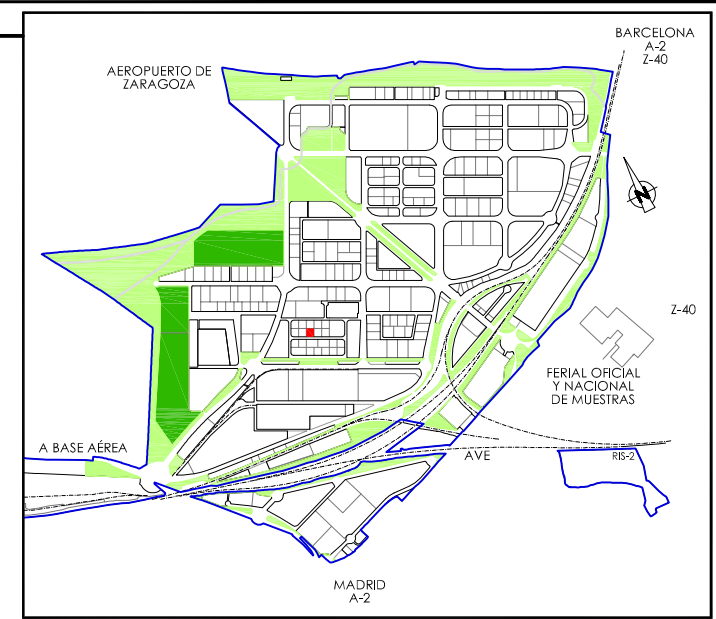 BARCELONA
A-2
Z-40
AEROPUERTO DE
ZARAGOZA
N
Z-40
FERIAL OFICIAL
Y NACIONAL
DE MUESTRAS
A BASE AÉREA
AVE
RIS-2
MADRID
A-2